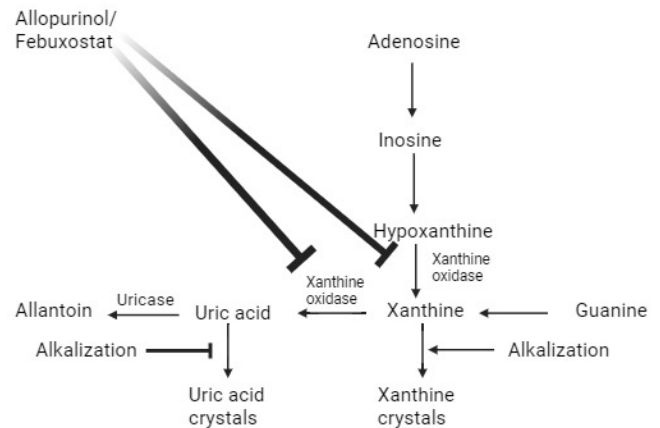 Allopurinol/
Febuxostat
Adenosine
Inosine
Hypoxanthine
Xanthine
oxidase
Xanthine
oxidase
Allantoin
Uricase
Uric acid
Xanthine
Guanine
Alkalization
Alkalization
Uric acid
crystals
Xanthine
crystals